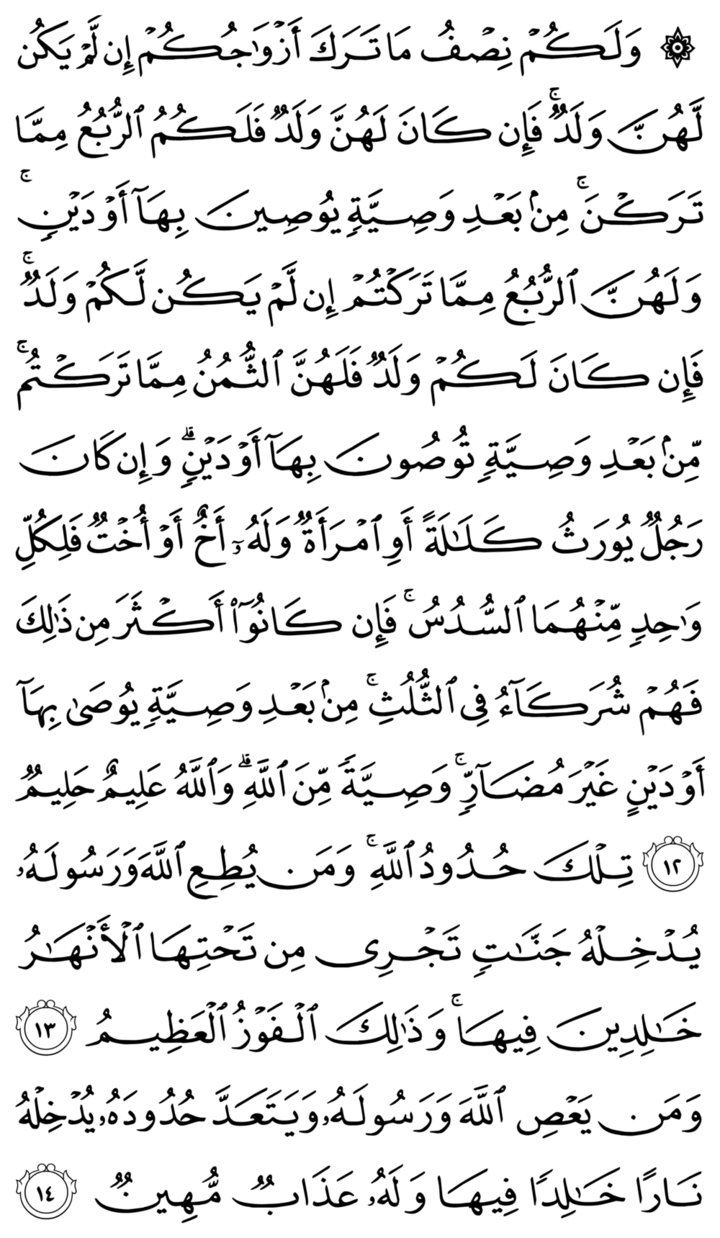 ۞ وَلَكُمۡ نِصۡفُ مَا تَرَكَ أَزۡوَٰجُكُمۡ إِن لَّمۡ يَكُن
لَّهُنَّ وَلَدٞۚ فَإِن كَانَ لَهُنَّ وَلَدٞ فَلَكُمُ ٱلرُّبُعُ مِمَّا
تَرَكۡنَۚ مِنۢ بَعۡدِ وَصِيَّةٖ يُوصِينَ بِهَآ أَوۡ دَيۡنٖۚ
وَلَهُنَّ ٱلرُّبُعُ مِمَّا تَرَكۡتُمۡ إِن لَّمۡ يَكُن لَّكُمۡ وَلَدٞۚ
فَإِن كَانَ لَكُمۡ وَلَدٞ فَلَهُنَّ ٱلثُّمُنُ مِمَّا تَرَكۡتُمۚ
مِّنۢ بَعۡدِ وَصِيَّةٖ تُوصُونَ بِهَآ أَوۡ دَيۡنٖۗ وَإِن كَانَ
رَجُلٞ يُورَثُ كَلَٰلَةً أَوِ ٱمۡرَأَةٞ وَلَهُۥٓ أَخٌ أَوۡ أُخۡتٞ فَلِكُلِّ
وَٰحِدٖ مِّنۡهُمَا ٱلسُّدُسُۚ فَإِن كَانُوٓاْ أَكۡثَرَ مِن ذَٰلِكَ
فَهُمۡ شُرَكَآءُ فِي ٱلثُّلُثِۚ مِنۢ بَعۡدِ وَصِيَّةٖ يُوصَىٰ بِهَآ
أَوۡ دَيۡنٍ غَيۡرَ مُضَآرّٖۚ وَصِيَّةٗ مِّنَ ٱللَّهِۗ وَٱللَّهُ عَلِيمٌ حَلِيمٞ
١٢ تِلۡكَ حُدُودُ ٱللَّهِۚ وَمَن يُطِعِ ٱللَّهَ وَرَسُولَهُۥ
يُدۡخِلۡهُ جَنَّٰتٖ تَجۡرِي مِن تَحۡتِهَا ٱلۡأَنۡهَٰرُ
خَٰلِدِينَ فِيهَاۚ وَذَٰلِكَ ٱلۡفَوۡزُ ٱلۡعَظِيمُ ١٣
وَمَن يَعۡصِ ٱللَّهَ وَرَسُولَهُۥ وَيَتَعَدَّ حُدُودَهُۥ يُدۡخِلۡهُ
نَارًا خَٰلِدٗا فِيهَا وَلَهُۥ عَذَابٞ مُّهِينٞ ١٤